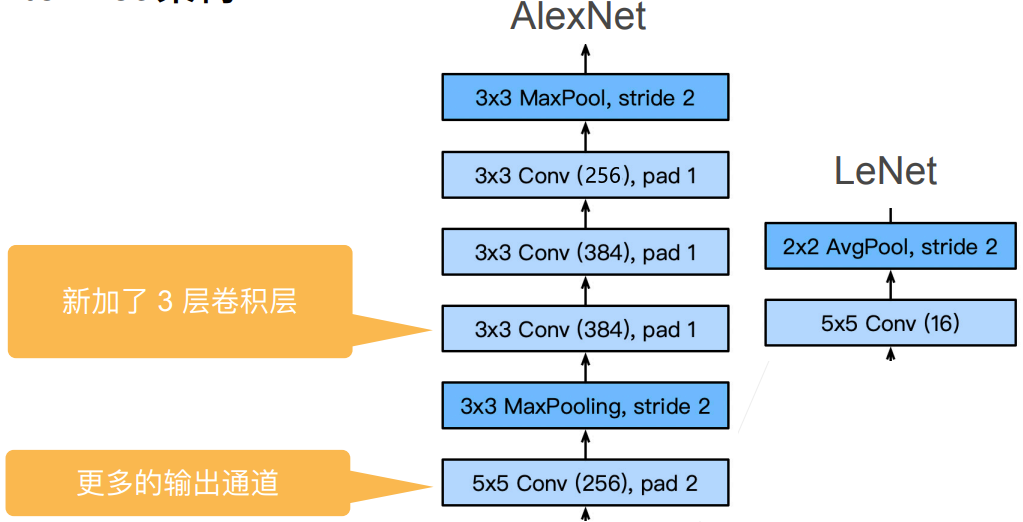 AlexNet
3x3 MaxPool, stride 2
3x3 Conv (256), pad 1
3x3 Conv (384), pad 1
3x3 Conv (384), pad 1
3x3 MaxPooling, stride 2
5x5 Conv (256), pad 2
LeNet
2x2 AvgPool, stride 2
5x5 Conv (16)
新加了 3 层卷积层
更多的输出通道